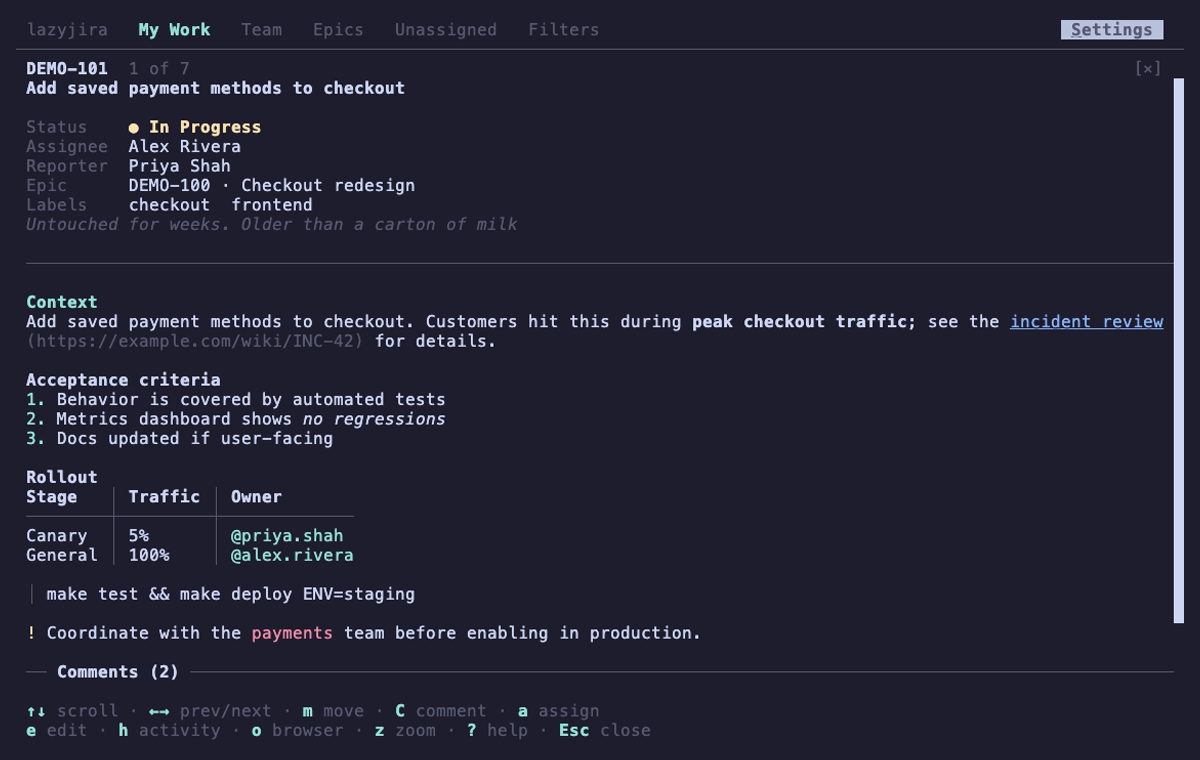 lazyjira My Work Team Epics Unassigned Filters Settings
DEMO-101 1 of 7 [×]
Add saved payment methods to checkout
Status ● In Progress
Assignee Alex Rivera
Reporter Priya Shah
Epic DEMO-100 · Checkout redesign
Labels checkout frontend
Untouched for weeks. Older than a carton of milk
Context
Add saved payment methods to checkout. Customers hit this during peak checkout traffic; see the incident review
(https://example.com/wiki/INC-42) for details.
Acceptance criteria
1. Behavior is covered by automated tests
2. Metrics dashboard shows no regressions
3. Docs updated if user-facing
Rollout
Stage Traffic Owner
Canary 5% @priya.shah
General 100% @alex.rivera
make test && make deploy ENV=staging
! Coordinate with the payments team before enabling in production.
Comments (2)
↑↓ scroll · ←→ prev/next · m move · C comment · a assign
e edit · h activity · o browser · z zoom · ? help · Esc close